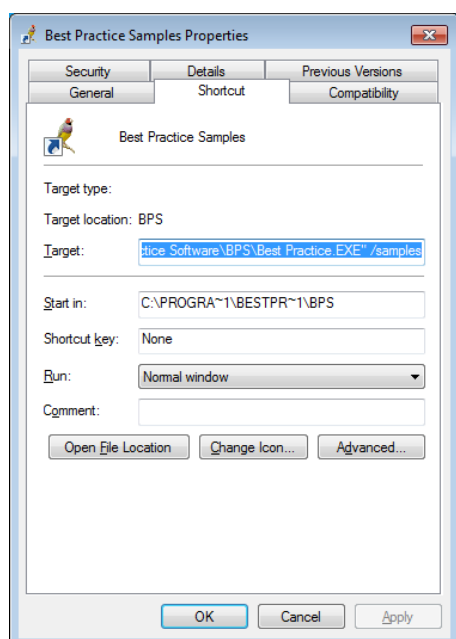 Best Practice Samples Properties
Security Details Previous Versions
General Shortcut Compatibility
Best Practice Samples
Target type:
Target location: BPS
Target: ctice Software\BPS\Best Practice.EXE" /samples
Start in: C:\PROGRA~1\BESTPR~1\BPS
Shortcut key: None
Run: Normal window
Comment:
Open File Location Change Icon... Advanced...
OK Cancel Apply